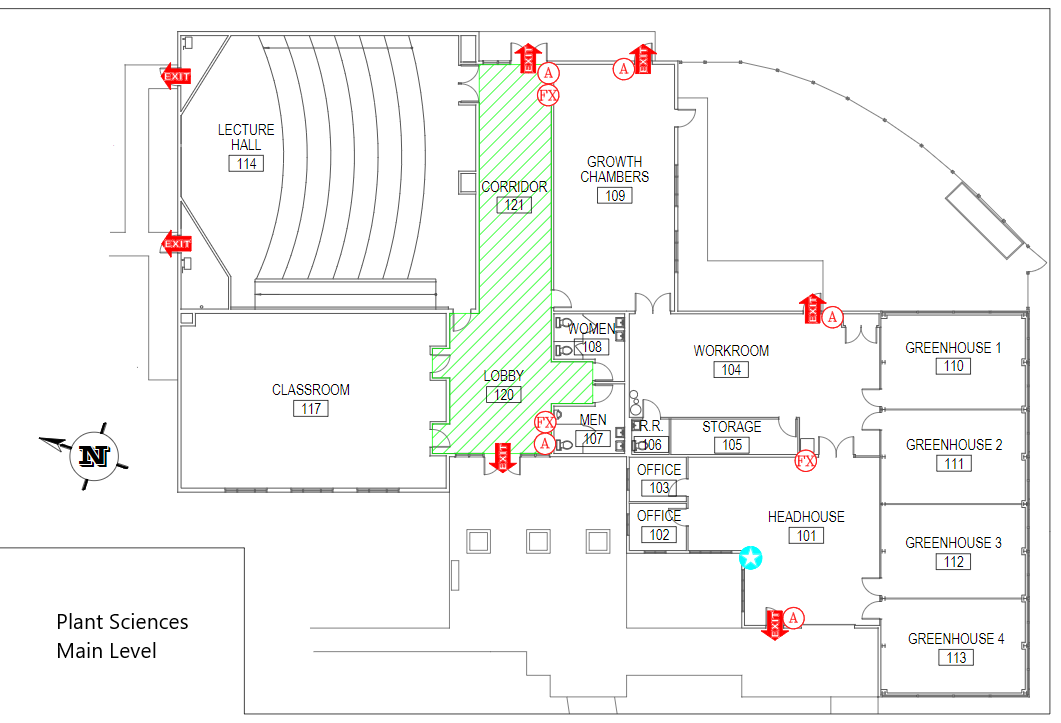 EXIT
EXIT
A
A
EXIT
FX
LECTURE
HALL
114
GROWTH
CHAMBERS
109
CORRIDOR
121
EXIT
EXIT
A
WOMEN
108
WORKROOM
104
GREENHOUSE 1
110
CLASSROOM
117
LOBBY
120
FX
A
MEN
107
R.R.
106
STORAGE
105
GREENHOUSE 2
111
N
EXIT
FX
OFFICE
103
OFFICE
102
HEADHOUSE
101
GREENHOUSE 3
112
EXIT
A
GREENHOUSE 4
113
Plant Sciences
Main Level